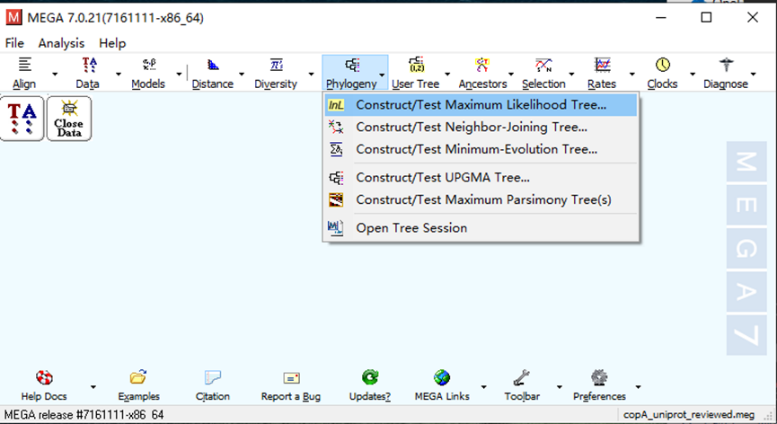 MEGA 7.0.21(7161111-x86_64)
File Analysis Help
Align Data Models Distance Diversity Phylogeny User Tree Ancestors Selection Rates Clocks Diagnose
TA Close Data
Construct/Test Maximum Likelihood Tree...
Construct/Test Neighbor-Joining Tree...
Construct/Test Minimum-Evolution Tree...
Construct/Test UPGMA Tree...
Construct/Test Maximum Parsimony Tree(s)
Open Tree Session
MEGA7
Help Docs Examples Citation Report a Bug Updates? MEGA Links Toolbar Preferences
MEGA release #7161111-x86 64 copA_uniprot_reviewed.meg